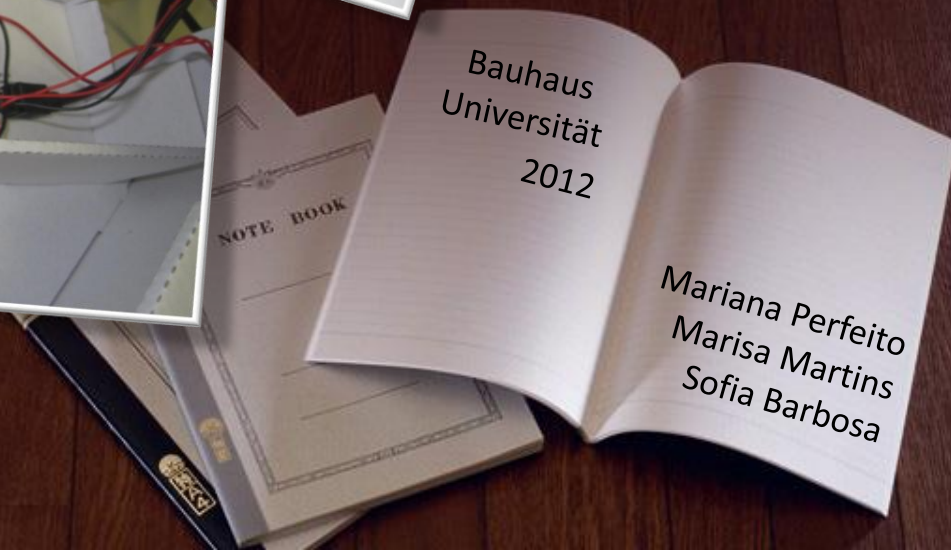 Bauhaus
Universität
2012
NOTE BOOK
Mariana Perfeito
Marisa Martins
Sofia Barbosa